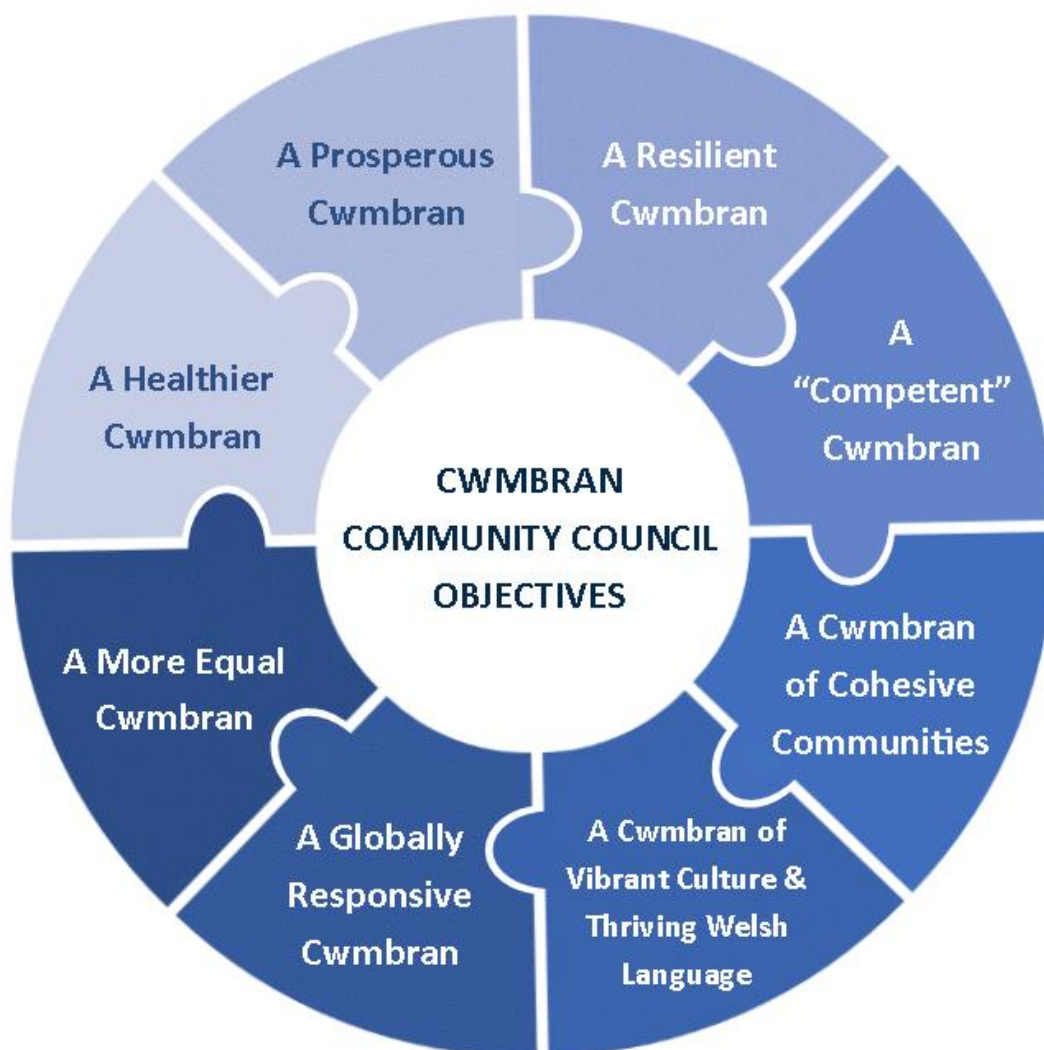 A Prosperous
Cwmbran
A Resilient
Cwmbran
A
“Competent”
Cwmbran
A Cwmbran
of Cohesive
Communities
A Cwmbran of
Vibrant Culture &
Thriving Welsh
Language
A Globally
Responsive
Cwmbran
A More Equal
Cwmbran
A Healthier
Cwmbran
CWMBRAN
COMMUNITY COUNCIL
OBJECTIVES